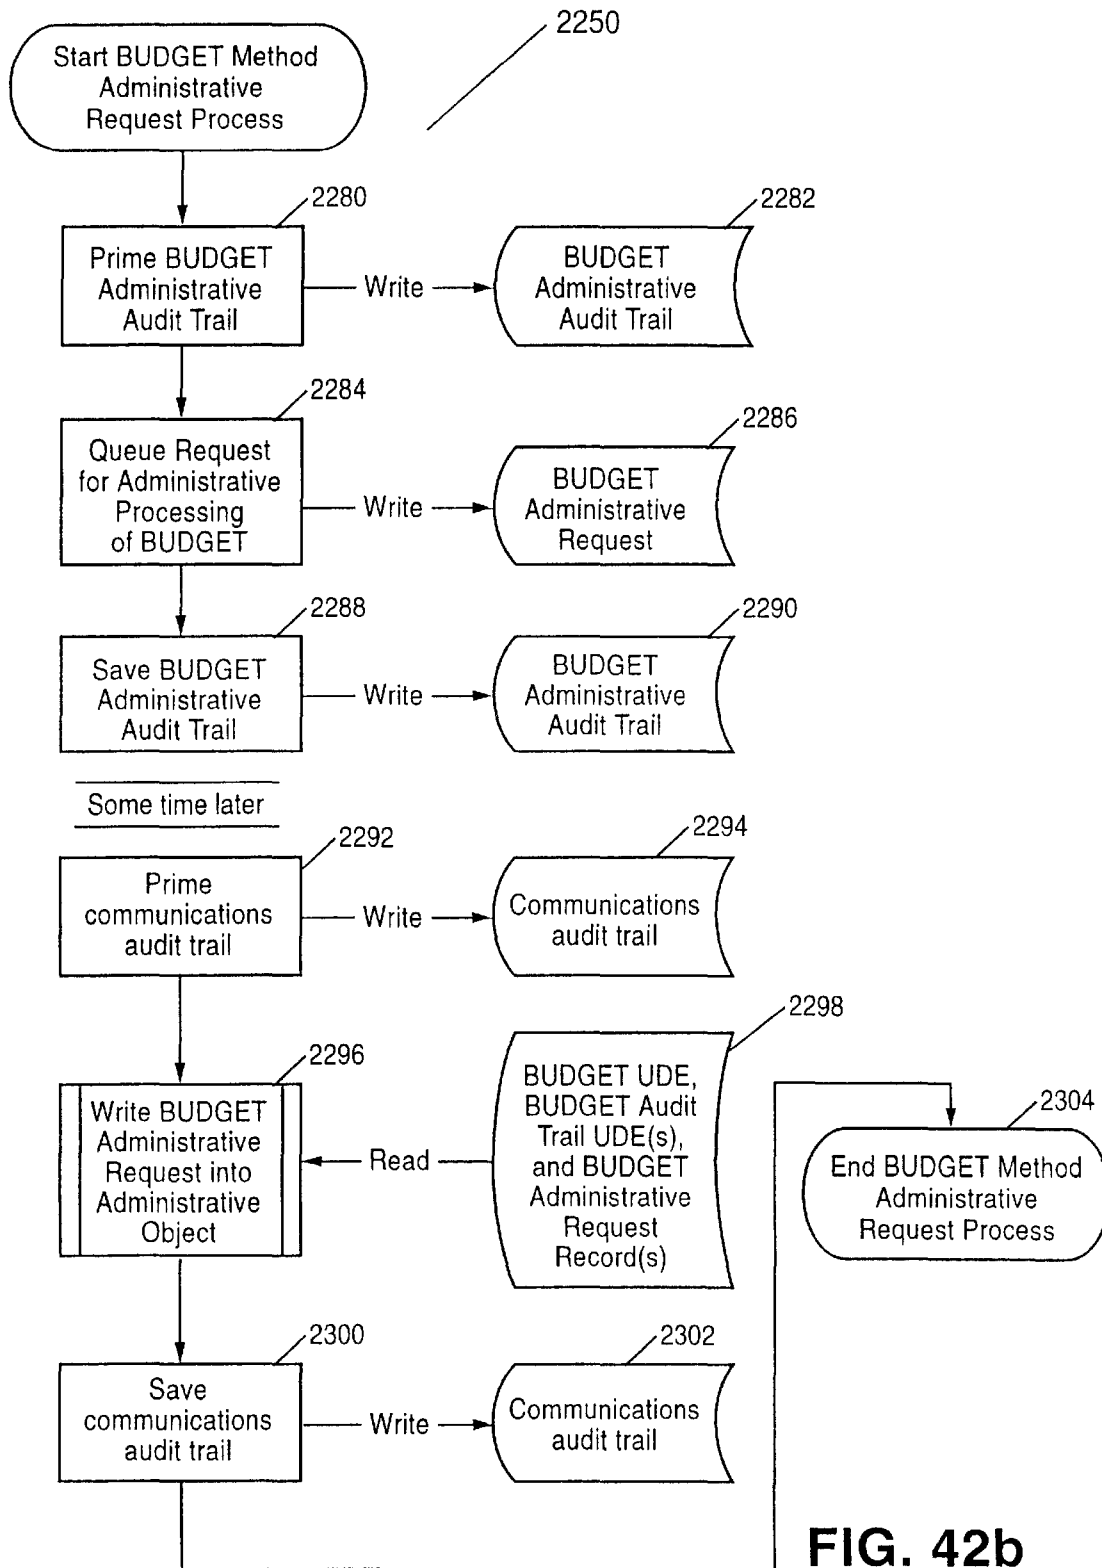 2250
Start BUDGET Method
Administrative
Request Process
2280
Prime BUDGET
Administrative
Audit Trail
Write
2282
BUDGET
Administrative
Audit Trail
2284
Queue Request
for Administrative
Processing
of BUDGET
Write
2286
BUDGET
Administrative
Request
2288
Save BUDGET
Administrative
Audit Trail
Write
2290
BUDGET
Administrative
Audit Trail
Some time later
2292
Prime
communications
audit trail
Write
2294
Communications
audit trail
2296
Write BUDGET
Administrative
Request into
Administrative
Object
Read
2298
BUDGET UDE,
BUDGET Audit
Trail UDE(s),
and BUDGET
Administrative
Request
Record(s)
2300
Save
communications
audit trail
Write
2302
Communications
audit trail
2304
End BUDGET Method
Administrative
Request Process
FIG. 42b